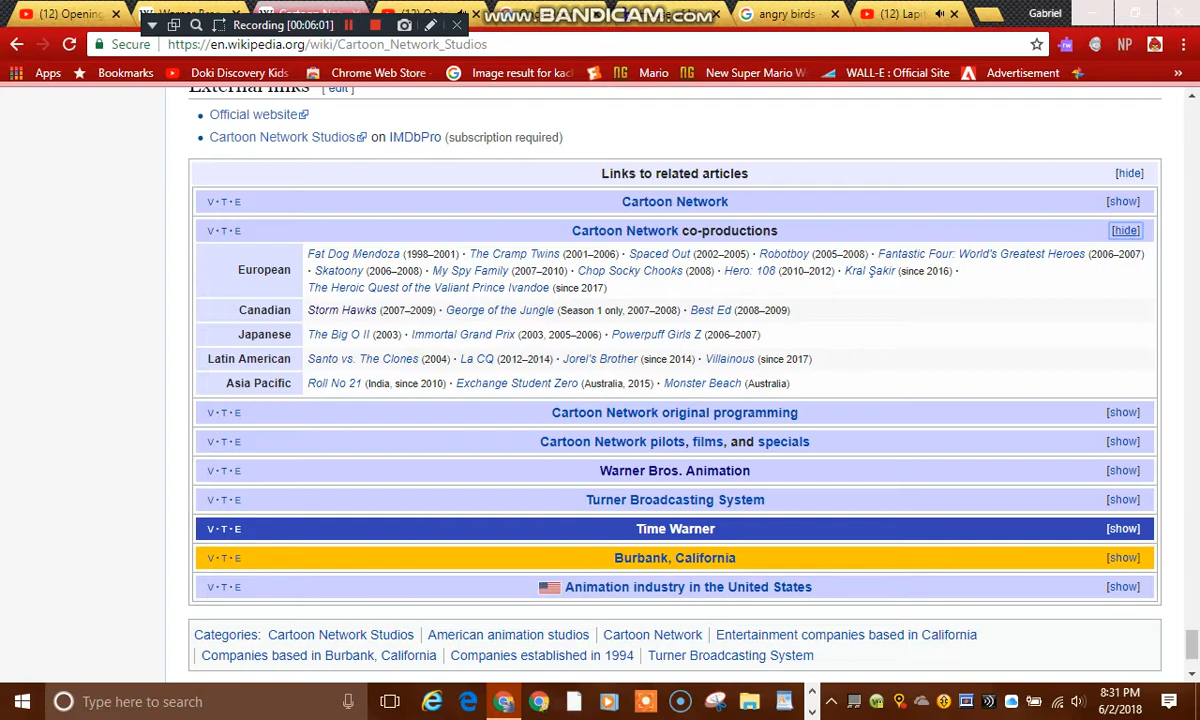 (12) Opening
Warner Bro
Cartoon Netw
(12) Ope
WWW.BANDICAM.COM
angry birds -
(12) Lapit
Gabriel
Recording (00:06:01)
Secure
https://en.wikipedia.org/wiki/Cartoon_Network_Studios
NP
Apps
Bookmarks
Doki Discovery Kids
Chrome Web Store -
Image result for kacl
Mario
New Super Mario W
WALL-E : Official Site
Advertisement
»
External links [ edit ]
• Official website
• Cartoon Network Studios on IMDbPro (subscription required)
Links to related articles [hide]
V·T·E Cartoon Network [show]
V·T·E Cartoon Network co-productions [hide]
European
Fat Dog Mendoza (1998–2001) · The Cramp Twins (2001–2006) · Spaced Out (2002–2005) · Robotboy (2005–2008) · Fantastic Four: World's Greatest Heroes (2006–2007)
· Skatoony (2006–2008) · My Spy Family (2007–2010) · Chop Socky Chooks (2008) · Hero: 108 (2010–2012) · Kral Şakir (since 2016) ·
The Heroic Quest of the Valiant Prince Ivandoe (since 2017)
Canadian Storm Hawks (2007–2009) · George of the Jungle (Season 1 only, 2007–2008) · Best Ed (2008–2009)
Japanese The Big O II (2003) · Immortal Grand Prix (2003, 2005–2006) · Powerpuff Girls Z (2006–2007)
Latin American Santo vs. The Clones (2004) · La CQ (2012–2014) · Jorel's Brother (since 2014) · Villainous (since 2017)
Asia Pacific Roll No 21 (India, since 2010) · Exchange Student Zero (Australia, 2015) · Monster Beach (Australia)
V·T·E Cartoon Network original programming [show]
V·T·E Cartoon Network pilots, films, and specials [show]
V·T·E Warner Bros. Animation [show]
V·T·E Turner Broadcasting System [show]
V·T·E Time Warner [show]
V·T·E Burbank, California [show]
V·T·E Animation industry in the United States [show]
Categories: Cartoon Network Studios | American animation studios | Cartoon Network | Entertainment companies based in California
Companies based in Burbank, California | Companies established in 1994 | Turner Broadcasting System
Type here to search
8:31 PM
6/2/2018